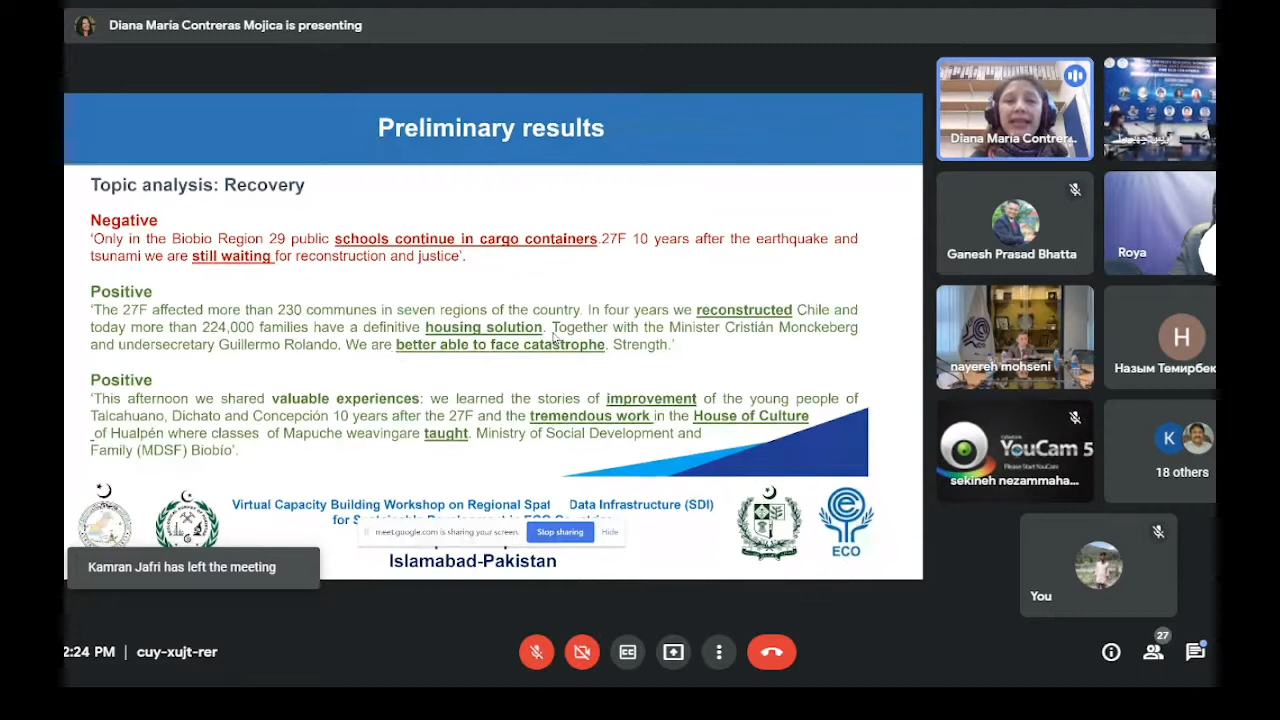 Diana María Contreras Mojica is presenting
Preliminary results
Topic analysis: Recovery
Negative
‘Only in the Biobio Region 29 public schools continue in cargo containers.27F 10 years after the earthquake and
tsunami we are still waiting for reconstruction and justice’.
Positive
‘The 27F affected more than 230 communes in seven regions of the country. In four years we reconstructed Chile and
today more than 224,000 families have a definitive housing solution. Together with the Minister Cristián Monckeberg
and undersecretary Guillermo Rolando. We are better able to face catastrophe. Strength.’
Positive
‘This afternoon we shared valuable experiences: we learned the stories of improvement of the young people of
Talcahuano, Dichato and Concepción 10 years after the 27F and the tremendous work in the House of Culture
of Hualpén where classes of Mapuche weavingare taught. Ministry of Social Development and
Family (MDSF) Biobío’.
Virtual Capacity Building Workshop on Regional Spat Data Infrastructure (SDI)
for
meet.google.com is sharing your screen.
Stop sharing
Hide
Islamabad-Pakistan
ECO
Kamran Jafri has left the meeting
Diana María Contrer...
Ganesh Prasad Bhatta
Roya
nayereh mohseni
H
Назым Темирбек
YouCam 5
Please Start YouCam
sekineh nezammaha...
K
18 others
You
2:24 PM | cuy-xujt-rer
27